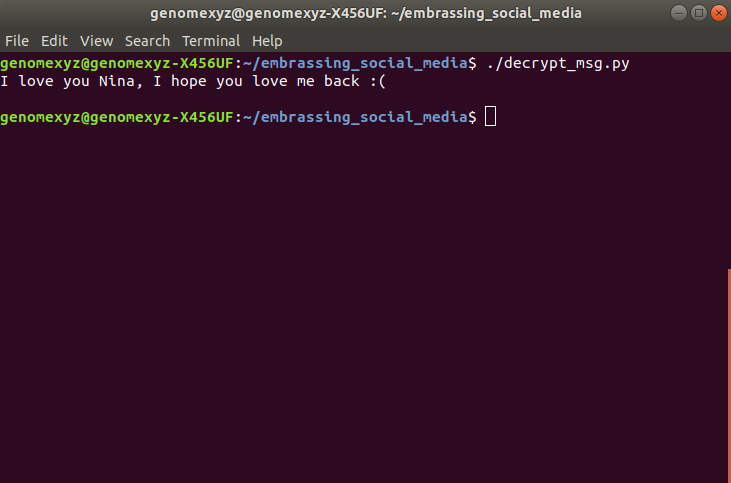 genomexyz@genomexyz-X456UF: ~/embrassing_social_media
File Edit View Search Terminal Help
genomexyz@genomexyz-X456UF:~/embrassing_social_media$ ./decrypt_msg.py
I love you Nina, I hope you love me back :(
genomexyz@genomexyz-X456UF:~/embrassing_social_media$